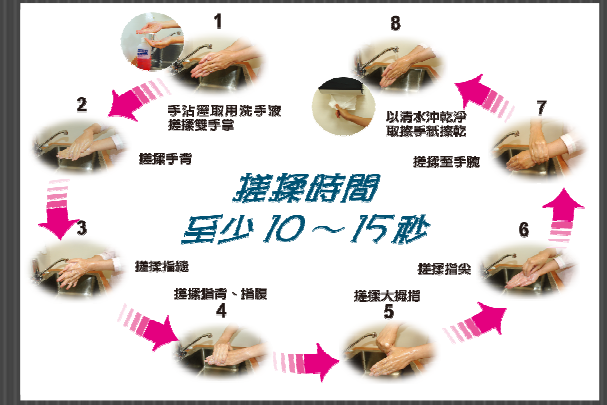 1
手沾溼取用洗手液
搓揉雙手掌
2
搓揉手背
3
搓揉指縫
搓揉指背、指腹
4
搓揉大拇指
5
6
搓揉指尖
7
搓揉至手腕
8
以清水沖乾淨
取擦手紙擦乾
搓揉時間
至少10～15秒